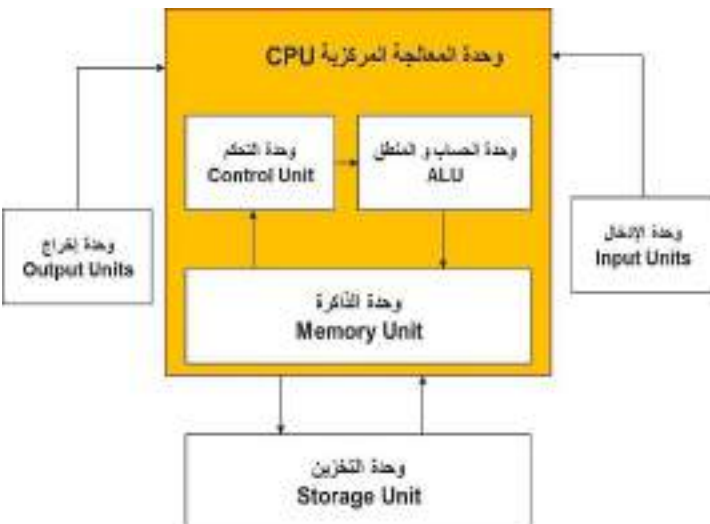 وحدة المعالجة المركزية CPU
وحدة التحكم
Control Unit
وحدة الحساب و المنطق
ALU
وحدة إخراج
Output Units
وحدة الإدخال
Input Units
وحدة الذاكرة
Memory Unit
وحدة التخزين
Storage Unit